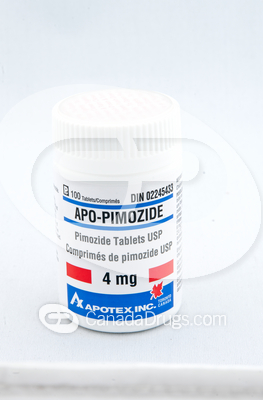 100 Tablets/Comprimés
DIN 02245433
APO-PIMOZIDE
Pimozide Tablets USP
Comprimés de pimozide USP
4 mg
APOTEX INC.
CanadaDrugs.com